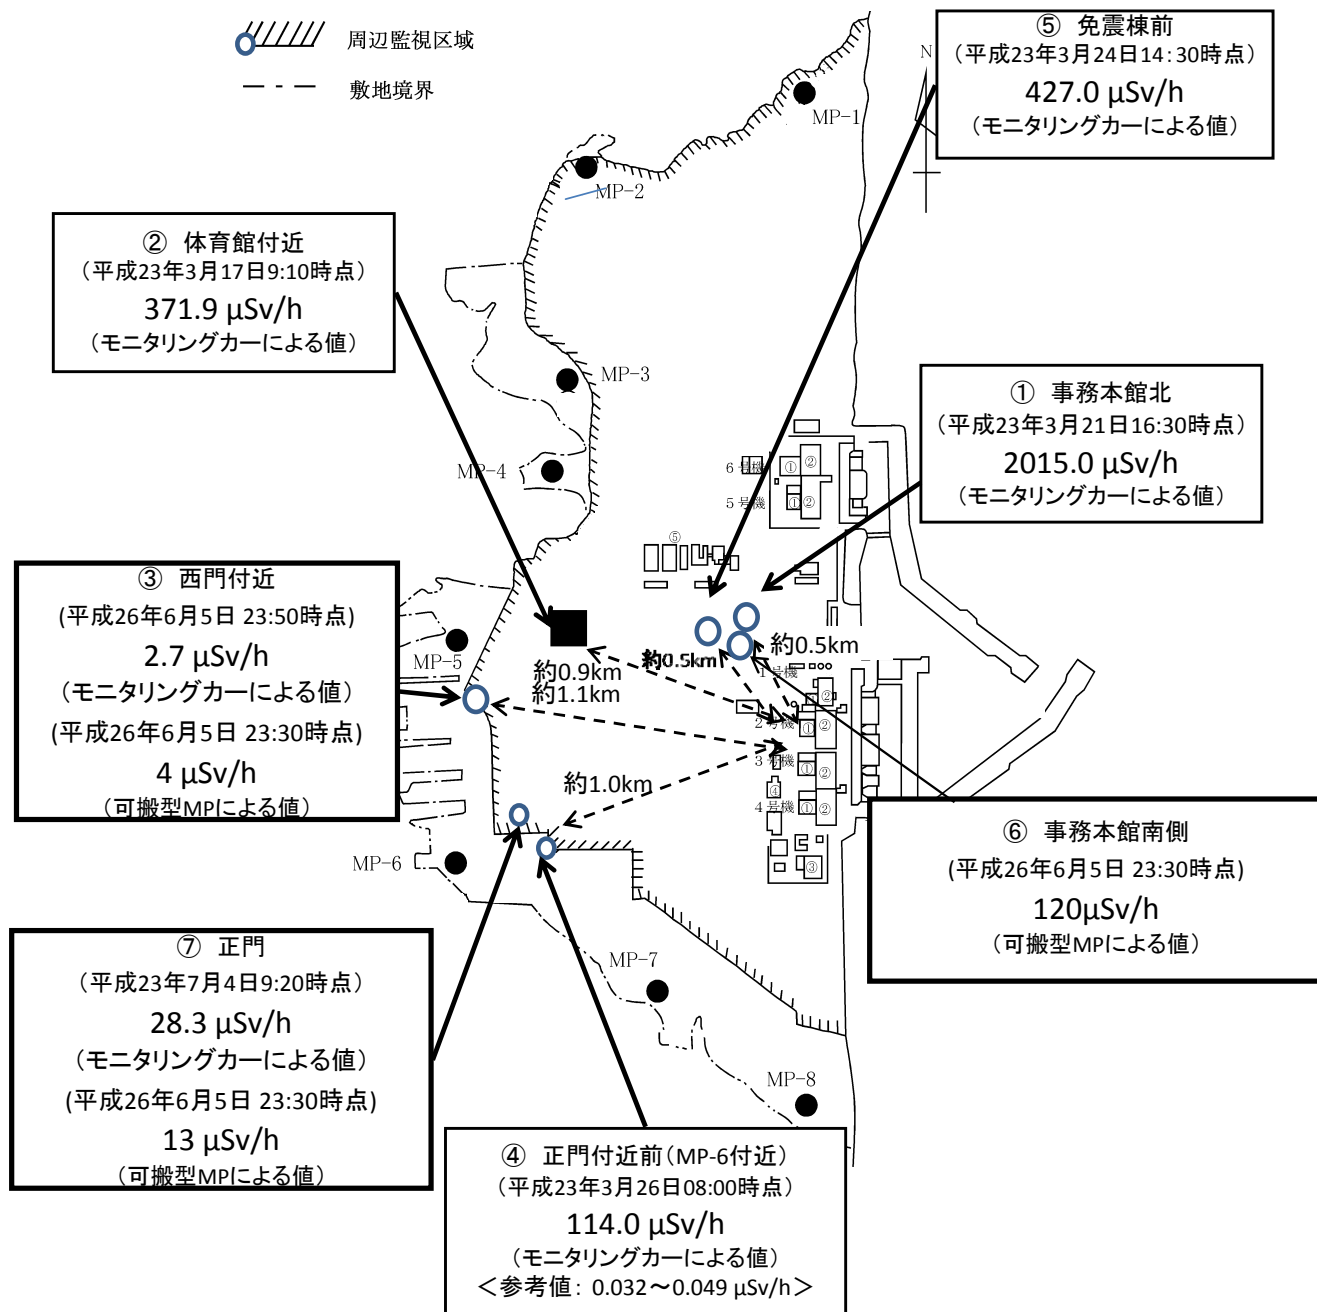 周辺監視区域
敷地境界
⑤ 免震棟前
（平成23年3月24日14:30時点）
427.0 µSv/h
（モニタリングカーによる値）
N
MP-1
MP-2
② 体育館付近
（平成23年3月17日9:10時点）
371.9 µSv/h
（モニタリングカーによる値）
MP-3
① 事務本館北
（平成23年3月21日16:30時点）
2015.0 µSv/h
（モニタリングカーによる値）
MP-4
6号機
① ②
5号機
① ②
⑤
③ 西門付近
(平成26年6月5日 23:50時点)
2.7 µSv/h
（モニタリングカーによる値）
(平成26年6月5日 23:30時点)
4 µSv/h
（可搬型MPによる値）
MP-5
約0.9km
約1.1km
約0.5km
約0.5km
1号機
②
2号機
① ②
3号機
① ②
約1.0km
④
4号機
① ②
③
MP-6
⑥ 事務本館南側
(平成26年6月5日 23:30時点)
120µSv/h
（可搬型MPによる値）
⑦ 正門
（平成23年7月4日9:20時点）
28.3 µSv/h
（モニタリングカーによる値）
(平成26年6月5日 23:30時点)
13 µSv/h
（可搬型MPによる値）
MP-7
MP-8
④ 正門付近前（MP-6付近）
（平成23年3月26日08:00時点）
114.0 µSv/h
（モニタリングカーによる値）
＜参考値: 0.032～0.049 µSv/h＞